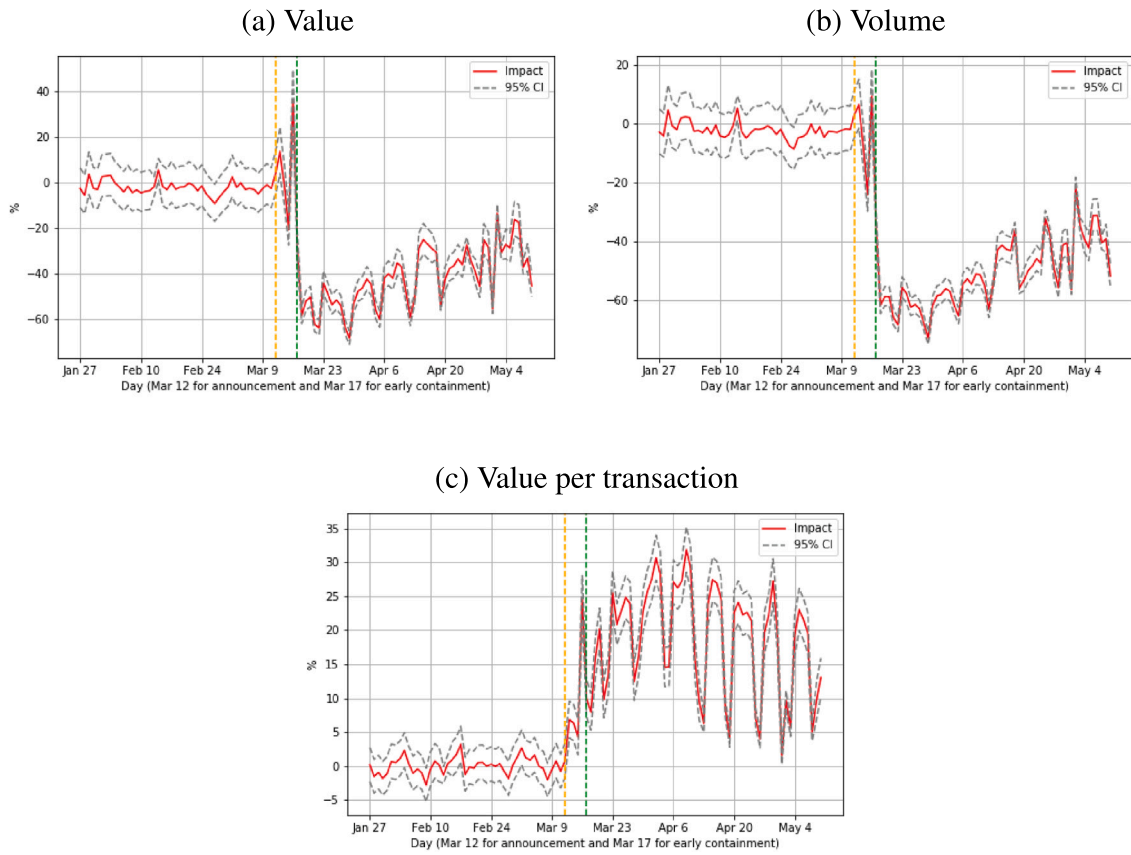 (a) Value
Impact
95% CI
40
20
0
−20
−40
−60
%
Jan 27 Feb 10 Feb 24 Mar 9 Mar 23 Apr 6 Apr 20 May 4
Day (Mar 12 for announcement and Mar 17 for early containment)
(b) Volume
Impact
95% CI
20
0
−20
−40
−60
%
Jan 27 Feb 10 Feb 24 Mar 9 Mar 23 Apr 6 Apr 20 May 4
Day (Mar 12 for announcement and Mar 17 for early containment)
(c) Value per transaction
Impact
95% CI
35
30
25
20
15
10
5
0
−5
%
Jan 27 Feb 10 Feb 24 Mar 9 Mar 23 Apr 6 Apr 20 May 4
Day (Mar 12 for announcement and Mar 17 for early containment)